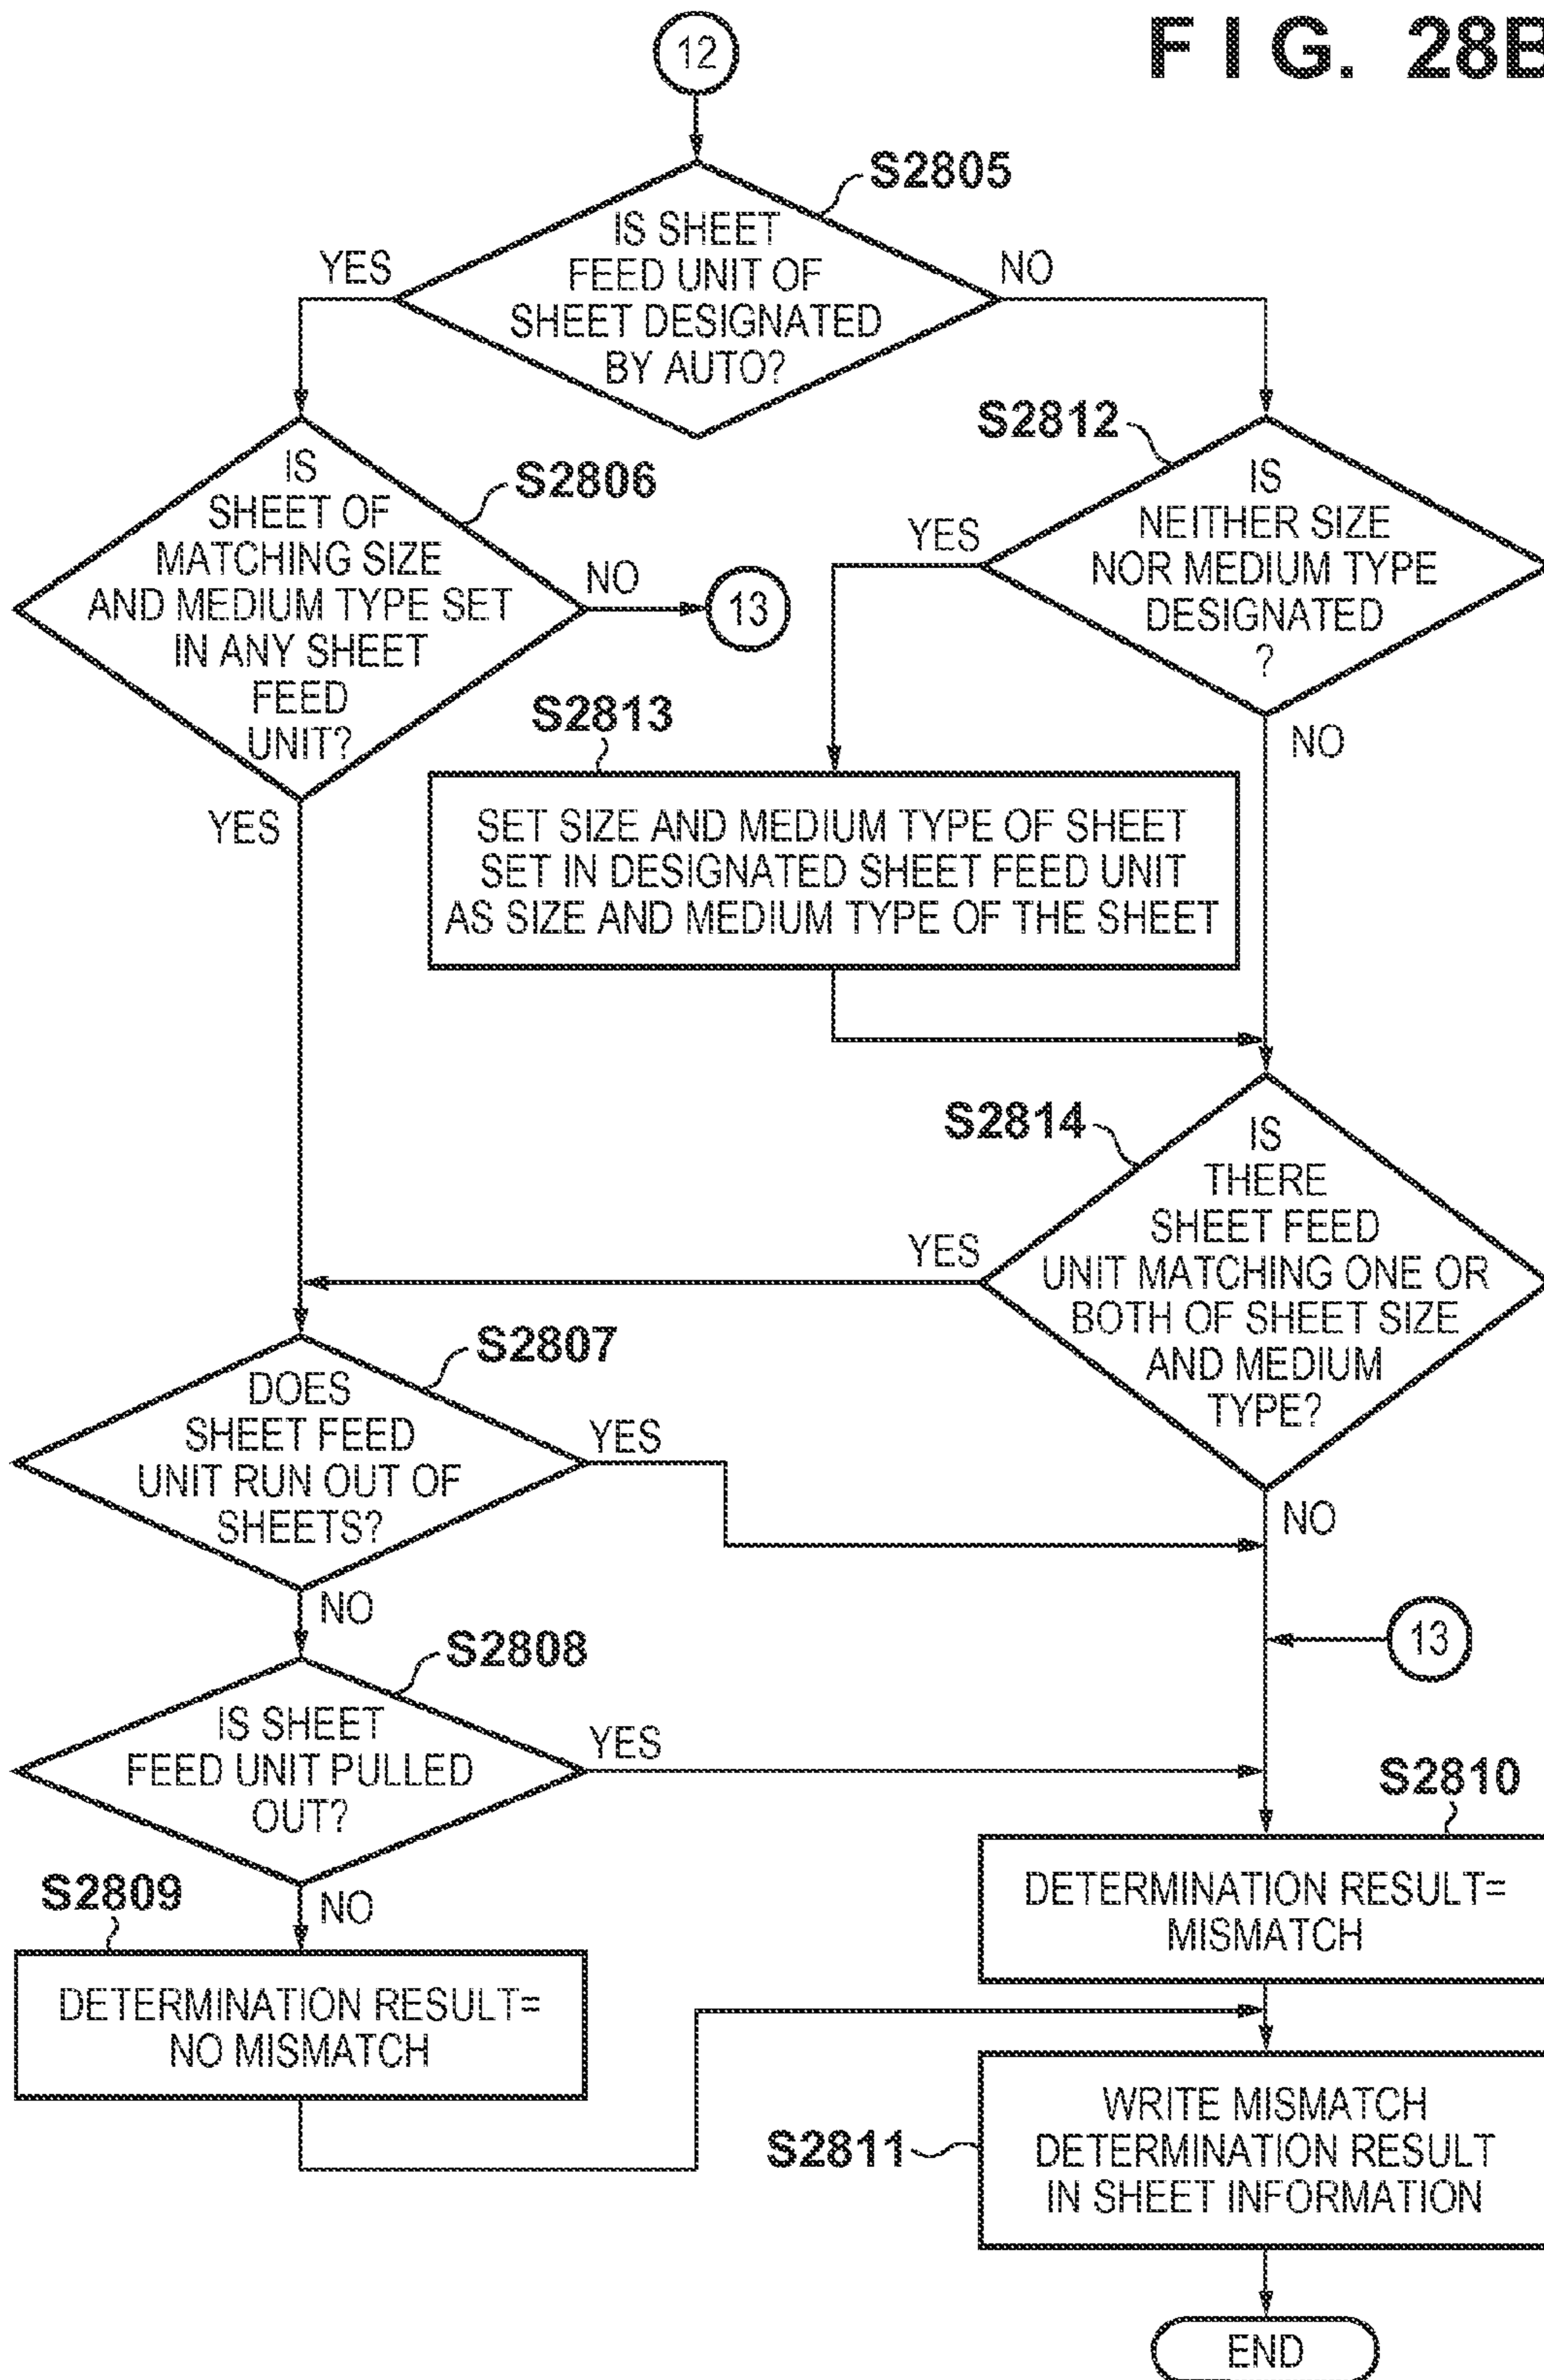 FIG. 28B
12
S2805
IS SHEET
FEED UNIT OF
SHEET DESIGNATED
BY AUTO?
YES
NO
S2806
IS
SHEET OF
MATCHING SIZE
AND MEDIUM TYPE SET
IN ANY SHEET
FEED
UNIT?
NO
13
YES
S2812
IS
NEITHER SIZE
NOR MEDIUM TYPE
DESIGNATED
?
YES
NO
S2813
SET SIZE AND MEDIUM TYPE OF SHEET
SET IN DESIGNATED SHEET FEED UNIT
AS SIZE AND MEDIUM TYPE OF THE SHEET
S2814
IS
THERE
SHEET FEED
UNIT MATCHING ONE OR
BOTH OF SHEET SIZE
AND MEDIUM
TYPE?
YES
NO
S2807
DOES
SHEET FEED
UNIT RUN OUT OF
SHEETS?
YES
NO
13
S2808
IS SHEET
FEED UNIT PULLED
OUT?
YES
NO
S2809
DETERMINATION RESULT=
NO MISMATCH
S2810
DETERMINATION RESULT=
MISMATCH
S2811
WRITE MISMATCH
DETERMINATION RESULT
IN SHEET INFORMATION
END